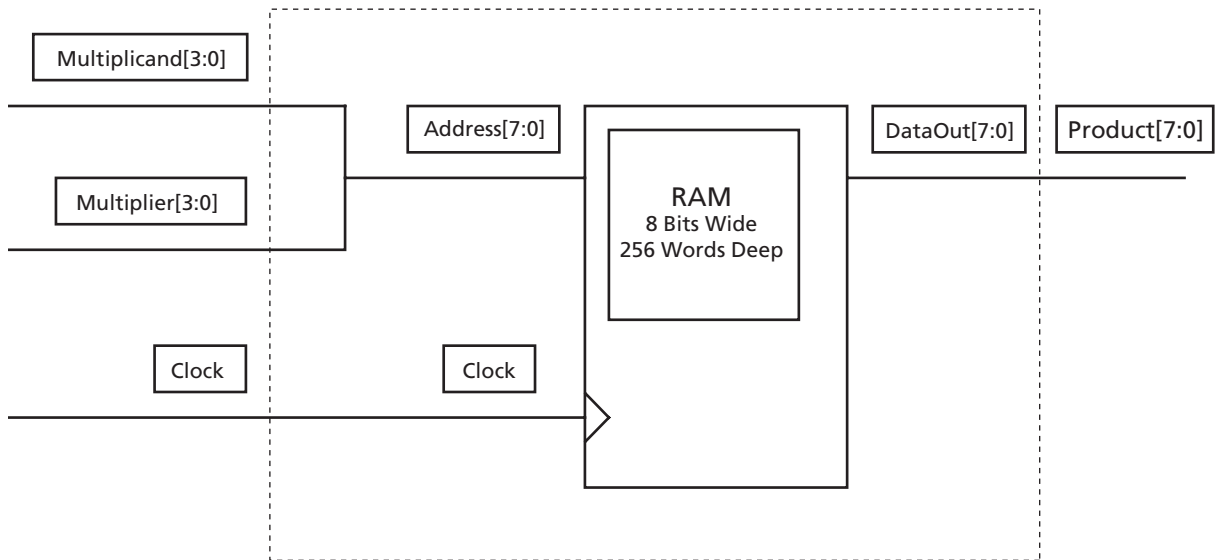 Multiplicand[3:0]
Address[7:0]
DataOut[7:0]
Product[7:0]
Multiplier[3:0]
RAM
8 Bits Wide
256 Words Deep
Clock
Clock